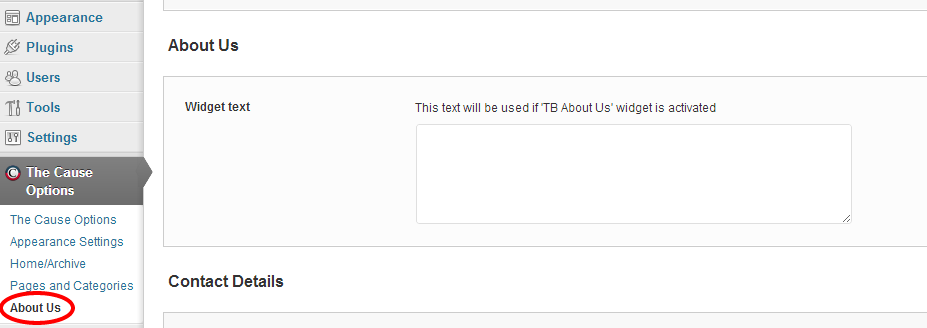 Appearance
Plugins
Users
Tools
Settings
The Cause
Options
The Cause Options
Appearance Settings
Home/Archive
Pages and Categories
About Us
About Us
Widget text
This text will be used if 'TB About Us' widget is activated
Contact Details